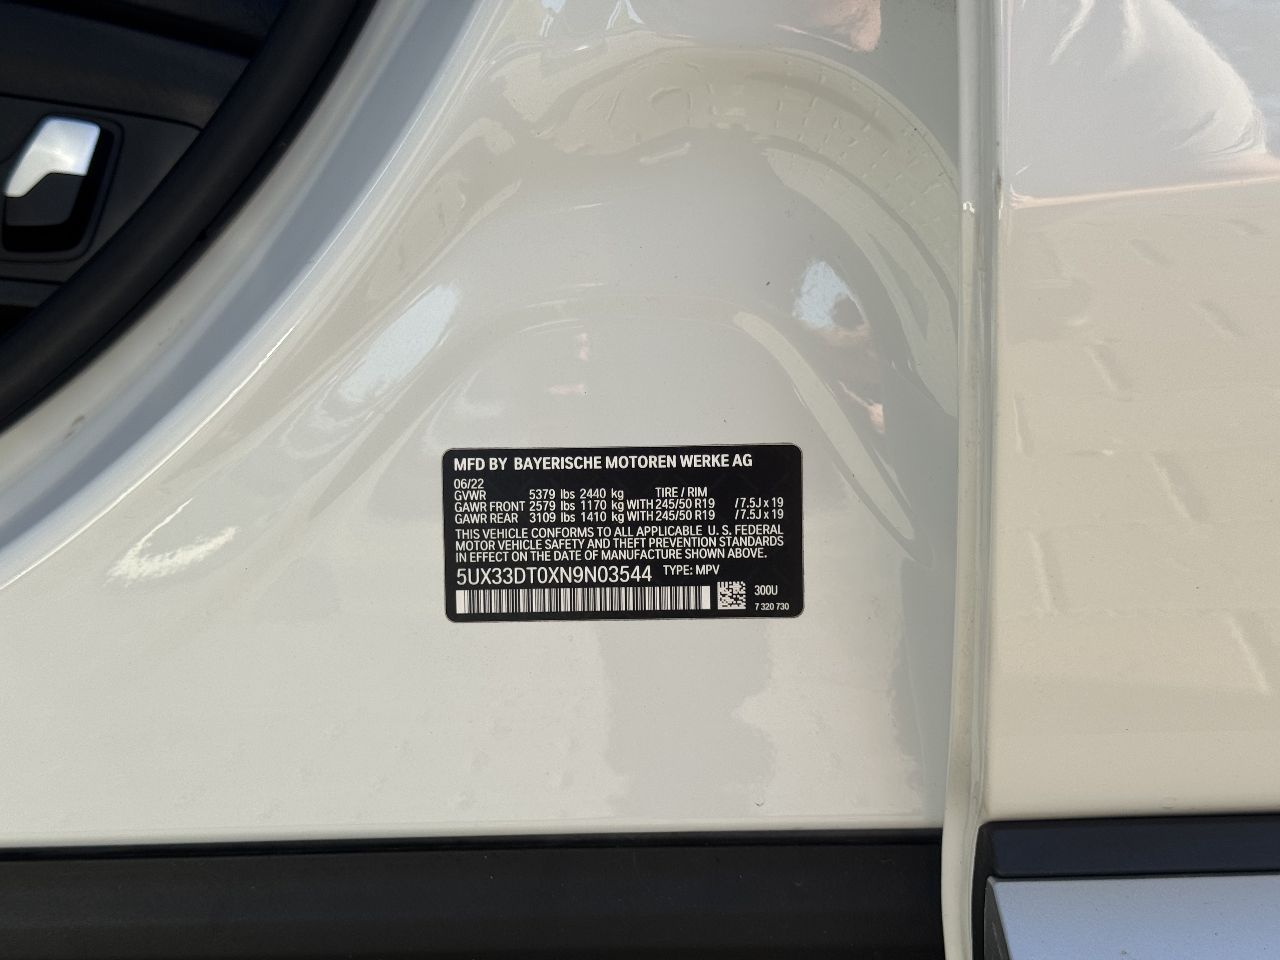 MFD BY BAYERISCHE MOTOREN WERKE AG
06/22
GVWR 5379 lbs 2440 kg TIRE / RIM
GAWR FRONT 2579 lbs 1170 kg WITH 245/50 R19 / 7.5J x 19
GAWR REAR 3109 lbs 1410 kg WITH 245/50 R19 / 7.5J x 19
THIS VEHICLE CONFORMS TO ALL APPLICABLE U. S. FEDERAL
MOTOR VEHICLE SAFETY AND THEFT PREVENTION STANDARDS
IN EFFECT ON THE DATE OF MANUFACTURE SHOWN ABOVE.
5UX33DT0XN9N03544 TYPE: MPV
300U
7 320 730